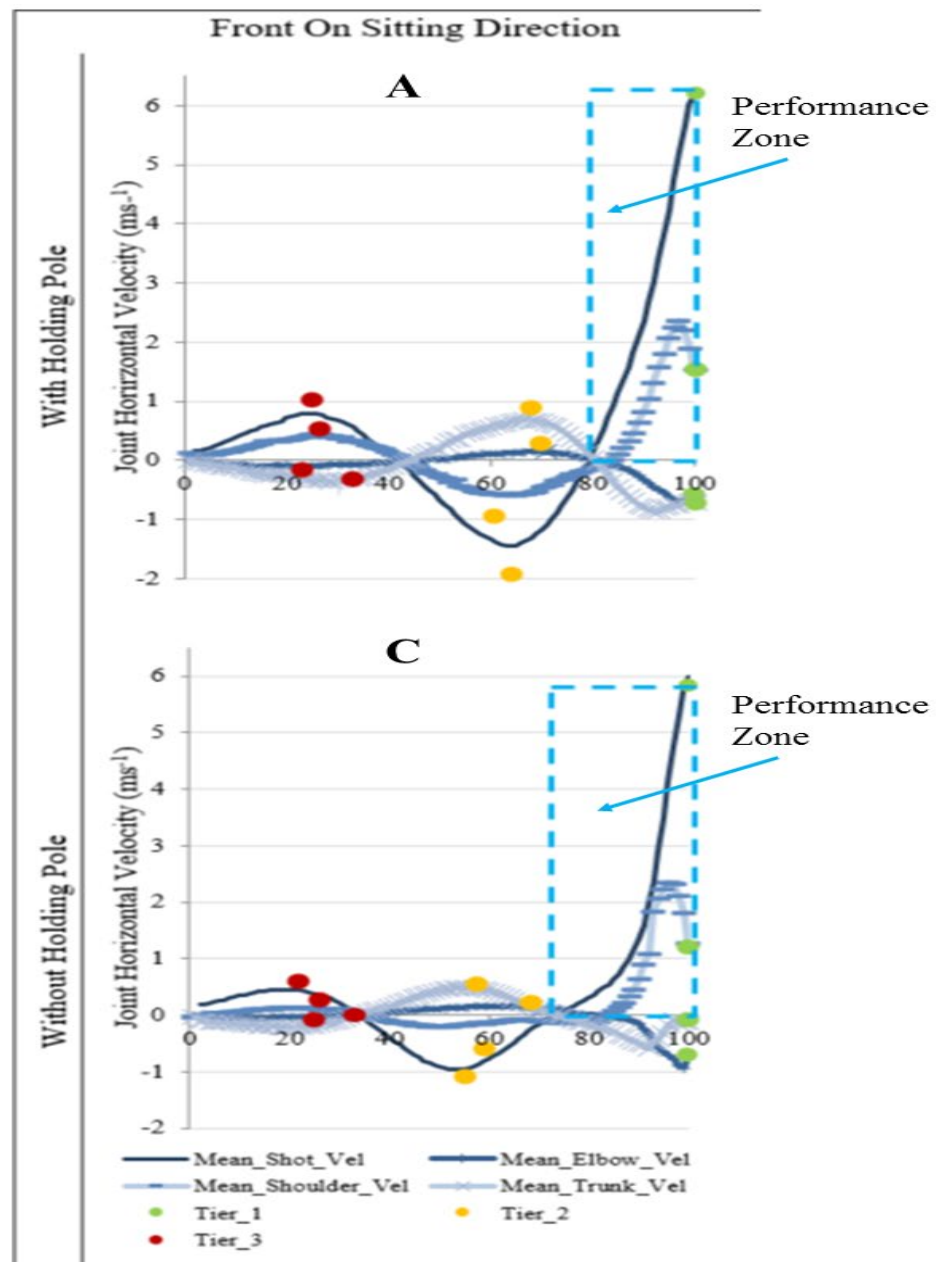 Front On Sitting Direction
With Holding Pole
A
Joint Horirzontal Velocity (ms-¹)
6
5
4
3
2
1
0
-1
-2
0
20
40
60
80
100
Performance
Zone
Without Holding Pole
C
Joint Horizontal Velocity (ms-¹)
6
5
4
3
2
1
0
-1
-2
0
20
40
60
80
100
Performance
Zone
Mean_Shot_Vel
Mean_Elbow_Vel
Mean_Shoulder_Vel
Mean_Trunk_Vel
Tier_1
Tier_2
Tier_3